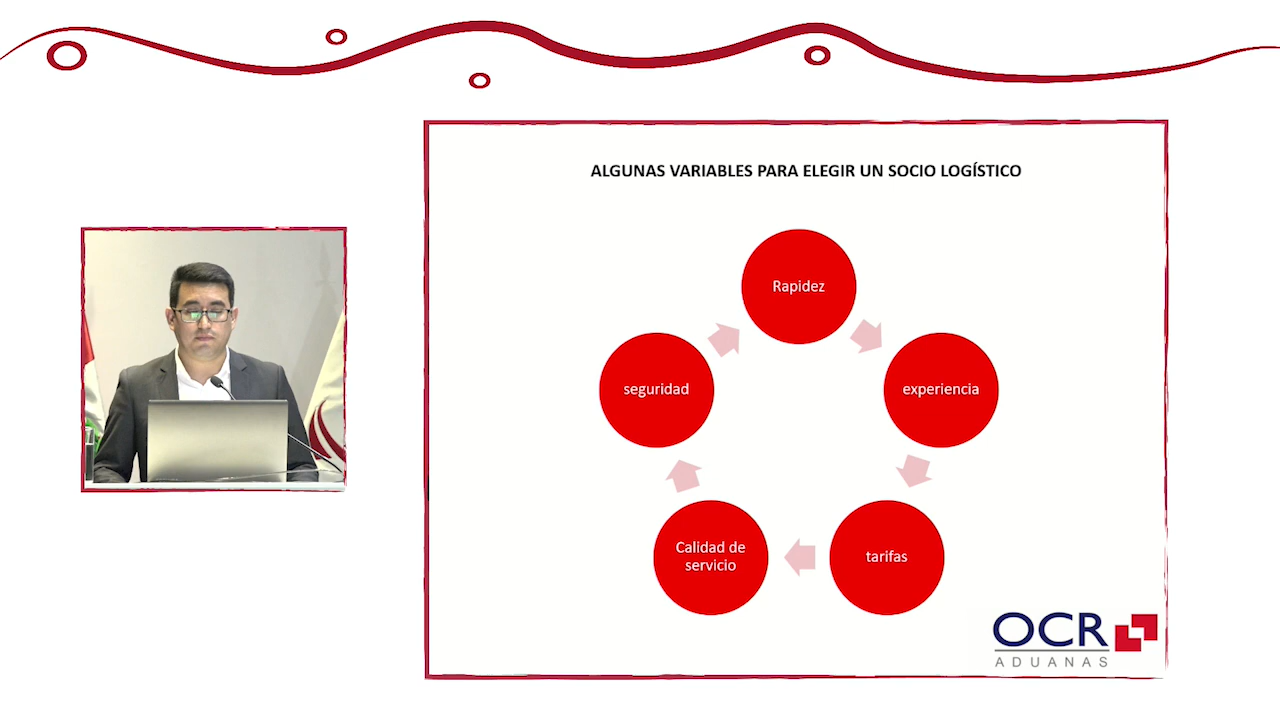 ALGUNAS VARIABLES PARA ELEGIR UN SOCIO LOGÍSTICO
Rapidez
experiencia
tarifas
Calidad de
servicio
seguridad
OCR
ADUANAS